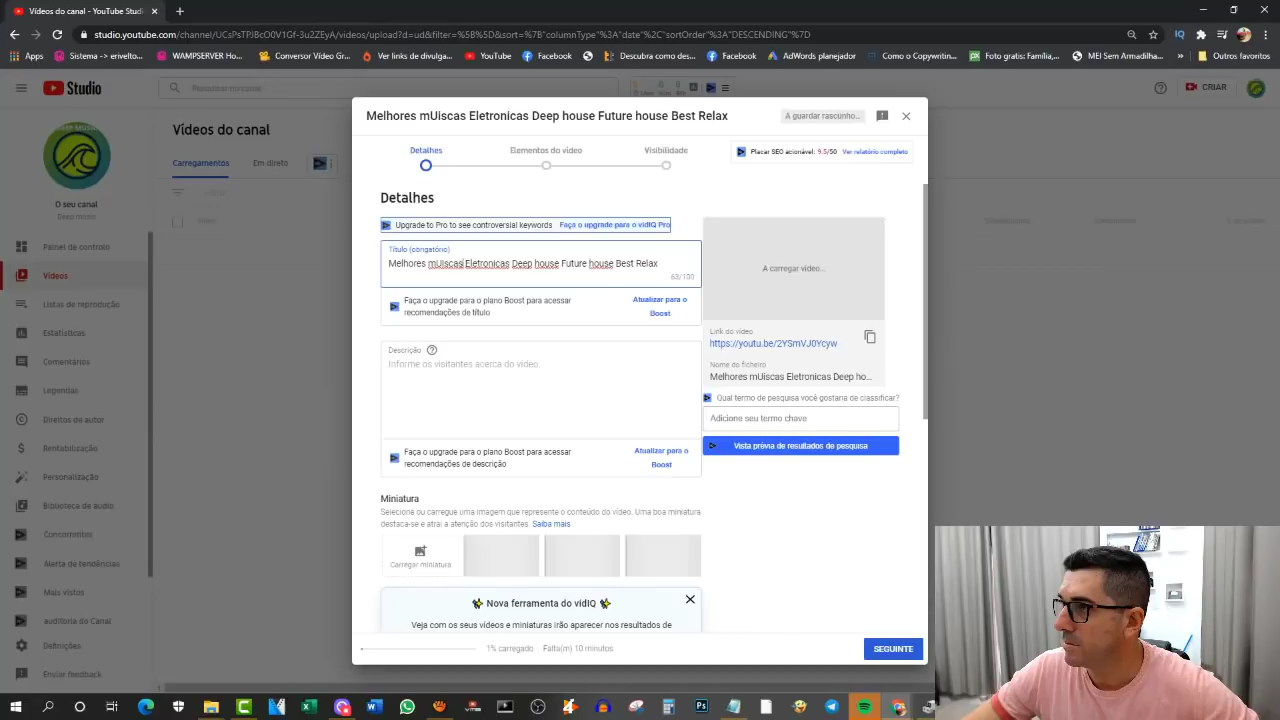 Vídeos do canal - YouTube Studio
studio.youtube.com/channel/UCsPsTPJBcO0V1Gf-3u2ZEyA/videos/upload?d=ud&filter=%5B%5D&sort=%7B"columnType"%3A"date"%2C"sortOrder"%3A"DESCENDING"%7D
Apps
Sistema -> erivelto...
WAMPSERVER Ho...
Conversor Vídeo Gr...
Ver links de divulga...
YouTube
Facebook
Descubra como des...
Facebook
AdWords planejador
Como o Copywritin...
Foto gratis: Família,...
MEI Sem Armadilha...
Outros favoritos
Studio
Pesquisar no canal
CRIAR
Vídeos do canal
Carregamentos
Em direto
O seu canal
Painel de controlo
Vídeos
Listas de reprodução
Estatísticas
Comentários
Legendas
Direitos de autor
Rentabilização
Personalização
Biblioteca de áudio
Concorrentes
Alerta de tendências
Mais vistos
auditoria do Canal
Definições
Enviar feedback
Melhores mUiscas Eletronicas Deep house Future house Best Relax
A guardar rascunho...
Detalhes
Elementos do vídeo
Visibilidade
Placar SEO acionável: 9.5/50 Ver relatório completo
Detalhes
Upgrade to Pro to see controversial keywords Faça o upgrade para o vidIQ Pro
Título (obrigatório)
Melhores mUiscas Eletronicas Deep house Future house Best Relax
63/100
Faça o upgrade para o plano Boost para acessar
recomendações de título
Atualizar para o
Boost
Descrição
Informe os visitantes acerca do vídeo
Faça o upgrade para o plano Boost para acessar
recomendações de descrição
Atualizar para o
Boost
Miniatura
Selecione ou carregue uma imagem que represente o conteúdo do vídeo. Uma boa miniatura
destaca-se e atrai a atenção dos visitantes. Saiba mais
Carregar miniatura
Nova ferramenta do vidIQ
Veja com os seus vídeos e miniaturas irão aparecer nos resultados de
A carregar vídeo...
Link do vídeo
https://youtu.be/2YSmVJ0Ycyw
Nome do ficheiro
Melhores mUiscas Eletronicas Deep ho...
Qual termo de pesquisa você gostaria de classificar?
Adicione seu termo chave
Vista prévia de resultados de pesquisa
1% carregado
Falta(m) 10 minutos
SEGUINTE